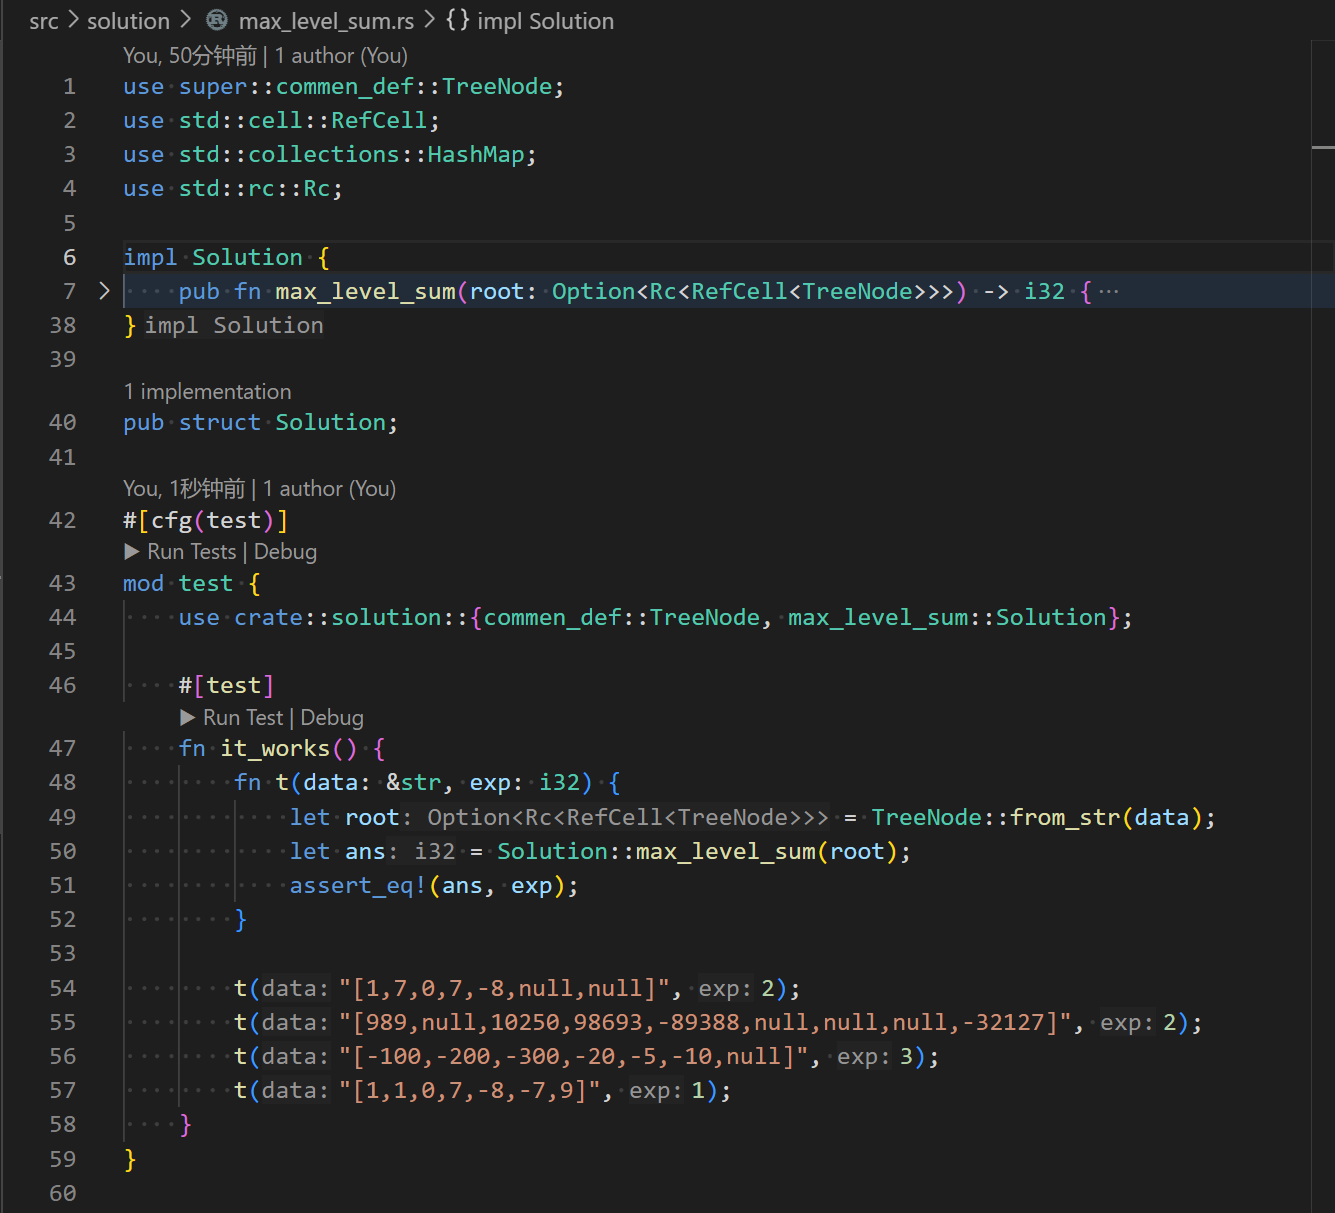 src > solution > max_level_sum.rs > {} impl Solution
You, 50分钟前 | 1 author (You)
1 use super::commen_def::TreeNode;
2 use std::cell::RefCell;
3 use std::collections::HashMap;
4 use std::rc::Rc;
5
6 impl Solution {
7 > pub fn max_level_sum(root: Option<Rc<RefCell<TreeNode>>>) -> i32 { ···
38 } impl Solution
39
1 implementation
40 pub struct Solution;
41
You, 1秒钟前 | 1 author (You)
42 #[cfg(test)]
▶ Run Tests | Debug
43 mod test {
44     use crate::solution::{commen_def::TreeNode, max_level_sum::Solution};
45
46     #[test]
▶ Run Test | Debug
47     fn it_works() {
48         fn t(data: &str, exp: i32) {
49             let root: Option<Rc<RefCell<TreeNode>>> = TreeNode::from_str(data);
50             let ans: i32 = Solution::max_level_sum(root);
51             assert_eq!(ans, exp);
52         }
53
54         t(data: "[1,7,0,7,-8,null,null]", exp: 2);
55         t(data: "[989,null,10250,98693,-89388,null,null,null,-32127]", exp: 2);
56         t(data: "[-100,-200,-300,-20,-5,-10,null]", exp: 3);
57         t(data: "[1,1,0,7,-8,-7,9]", exp: 1);
58     }
59 }
60